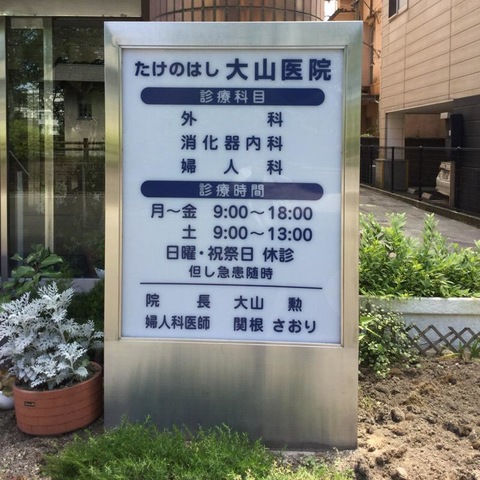 たけのはし 大山医院
診療科目
外科
消化器内科
婦人科
診療時間
月～金 9:00～18:00
土 9:00～13:00
日曜・祝祭日 休診
但し急患随時
院長 大山 勲
婦人科医師 関根 さおり